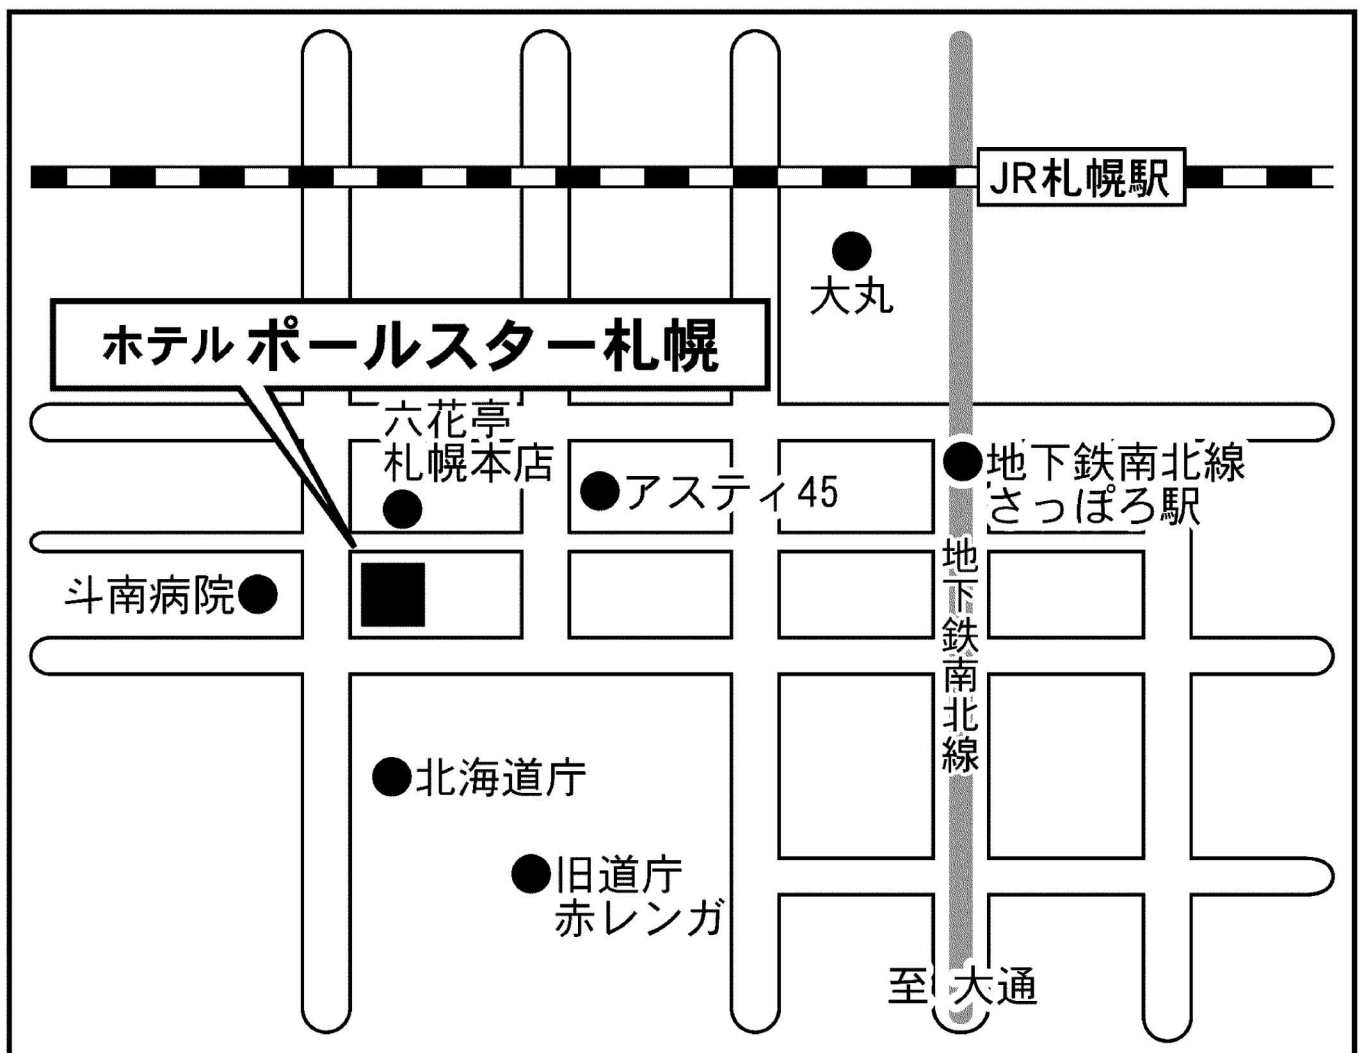 JR札幌駅
大丸
ホテル ポールスター札幌
六花亭
札幌本店
アスティ45
地下鉄南北線
さっぽろ駅
斗南病院
地下鉄南北線
北海道庁
旧道庁
赤レンガ
至 大通